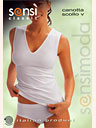 sensi
canotta
scollo v
sensimoda
italian product